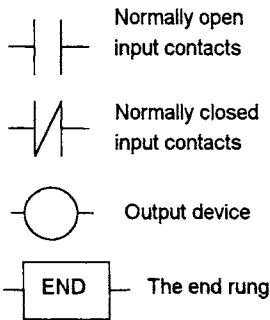 Normally open
input contacts
Normally closed
input contacts
Output device
END The end rung